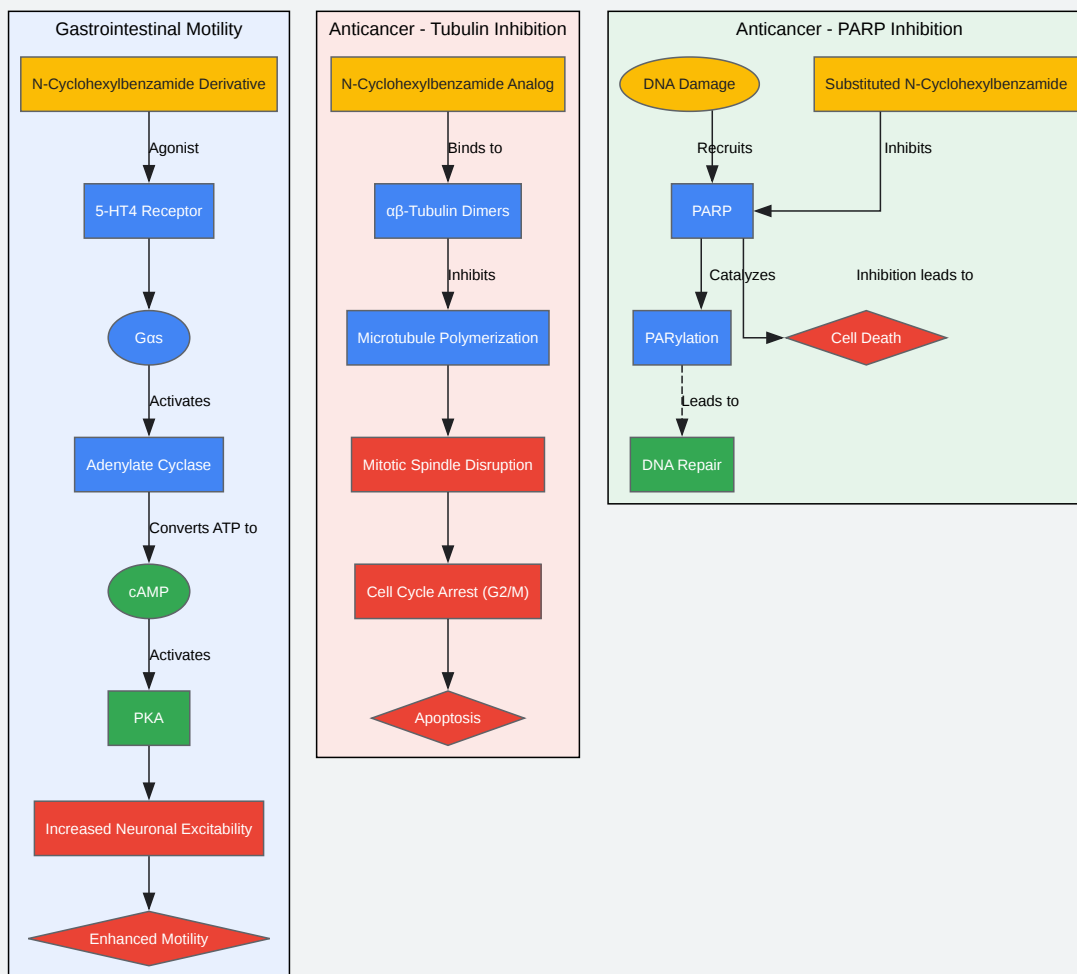 Gastrointestinal Motility
N-Cyclohexylbenzamide Derivative
Agonist
5-HT4 Receptor
Gαs
Activates
Adenylate Cyclase
Converts ATP to
cAMP
Activates
PKA
Increased Neuronal Excitability
Enhanced Motility
Anticancer - Tubulin Inhibition
N-Cyclohexylbenzamide Analog
Binds to
αβ-Tubulin Dimers
Inhibits
Microtubule Polymerization
Mitotic Spindle Disruption
Cell Cycle Arrest (G2/M)
Apoptosis
Anticancer - PARP Inhibition
DNA Damage
Substituted N-Cyclohexylbenzamide
Recruits
Inhibits
PARP
Catalyzes
Inhibition leads to
PARylation
Cell Death
Leads to
DNA Repair